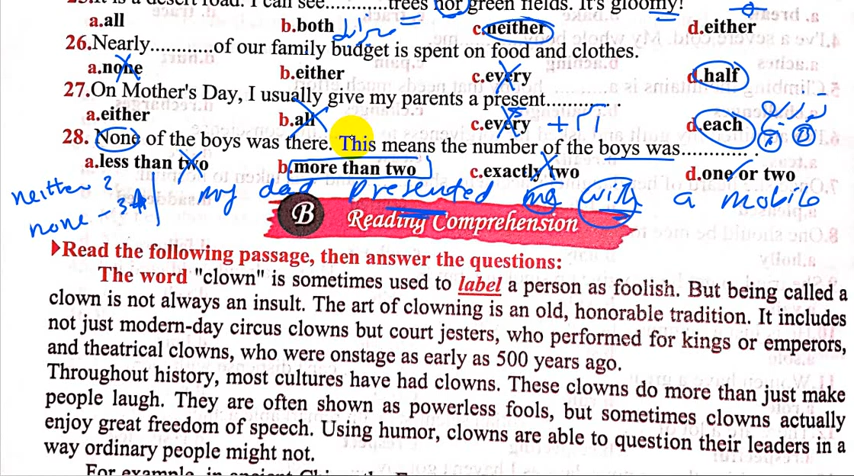 It is a desert road. I can see............trees nor green fields. It's gloomy!
a.all b.both c.neither d.either
26.Nearly............of our family budget is spent on food and clothes.
a.none b.either c.every d.half
27.On Mother's Day, I usually give my parents a present............ .
a.either b.all c.every d.each
28. None of the boys was there. This means the number of the boys was............ .
a.less than two b.more than two c.exactly two d.one or two
neither 2
none - 3+
my dad presented me with a mobile
B Reading Comprehension
▶Read the following passage, then answer the questions:
The word "clown" is sometimes used to label a person as foolish. But being called a
clown is not always an insult. The art of clowning is an old, honorable tradition. It includes
not just modern-day circus clowns but court jesters, who performed for kings or emperors,
and theatrical clowns, who were onstage as early as 500 years ago.
Throughout history, most cultures have had clowns. These clowns do more than just make
people laugh. They are often shown as powerless fools, but sometimes clowns actually
enjoy great freedom of speech. Using humor, clowns are able to question their leaders in a
way ordinary people might not.
For example, in ancient